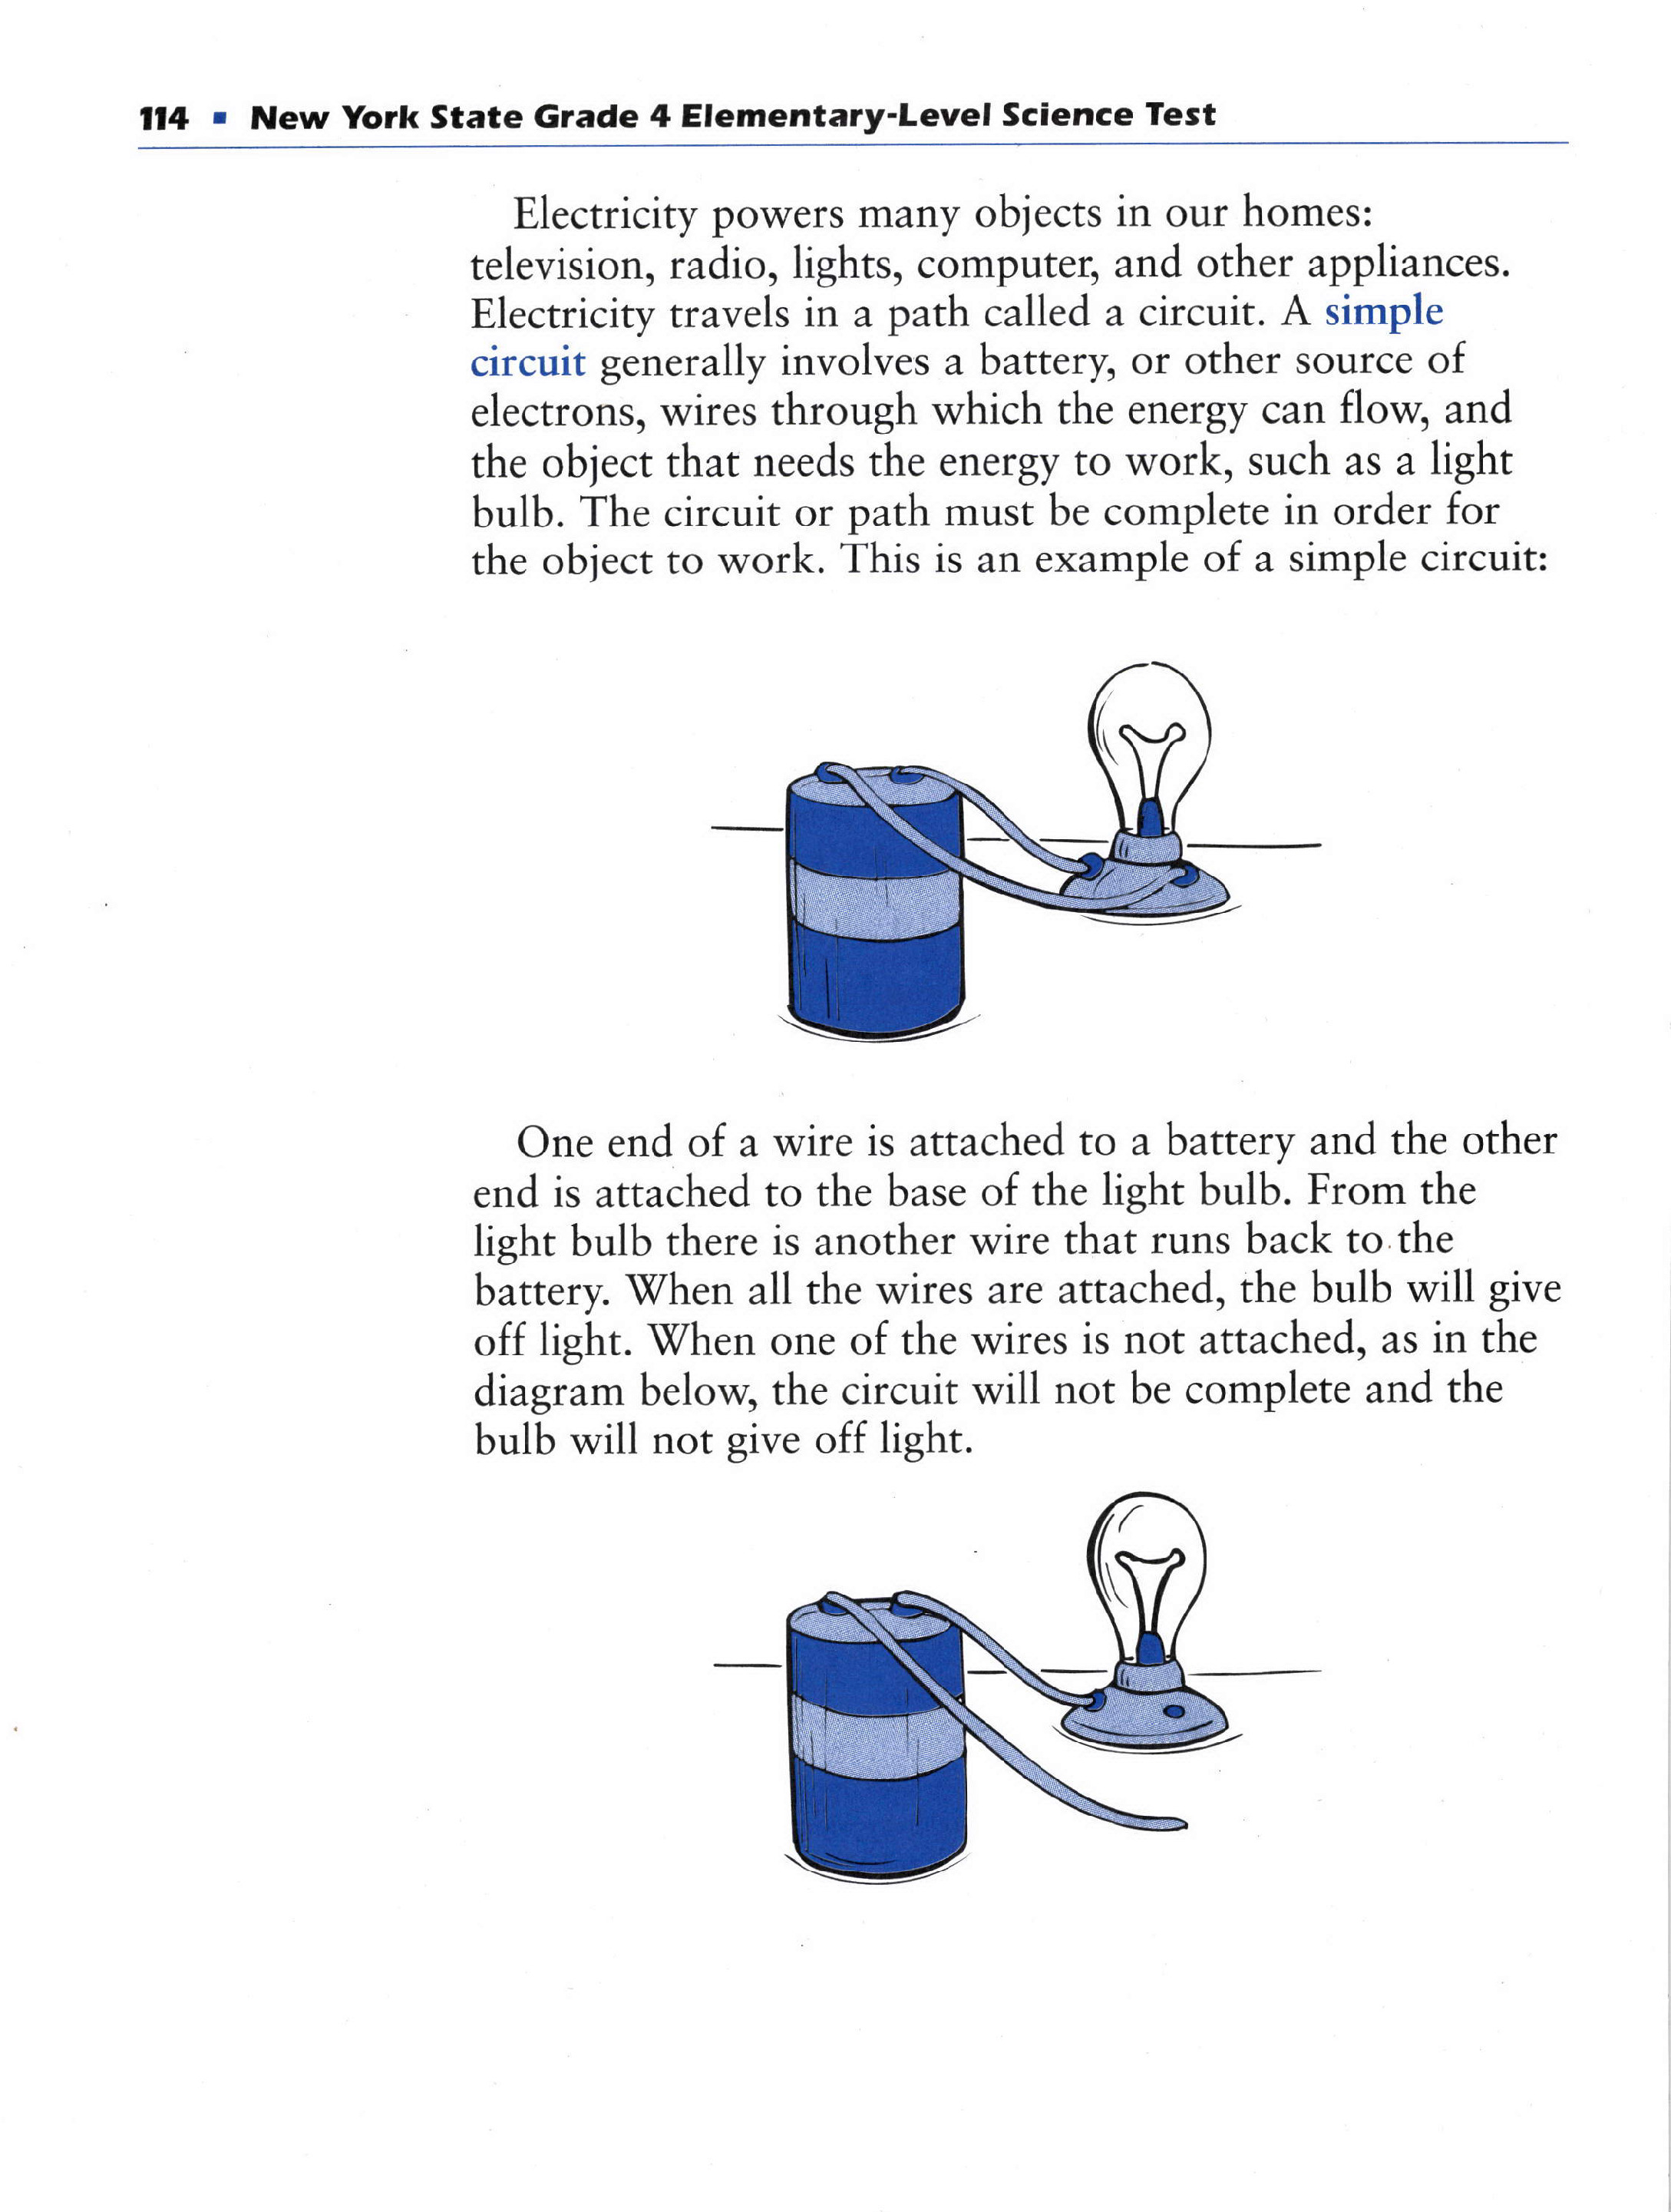 114 ▪ New York State Grade 4 Elementary-Level Science Test
Electricity powers many objects in our homes:
television, radio, lights, computer, and other appliances.
Electricity travels in a path called a circuit. A simple
circuit generally involves a battery, or other source of
electrons, wires through which the energy can flow, and
the object that needs the energy to work, such as a light
bulb. The circuit or path must be complete in order for
the object to work. This is an example of a simple circuit:
One end of a wire is attached to a battery and the other
end is attached to the base of the light bulb. From the
light bulb there is another wire that runs back to the
battery. When all the wires are attached, the bulb will give
off light. When one of the wires is not attached, as in the
diagram below, the circuit will not be complete and the
bulb will not give off light.